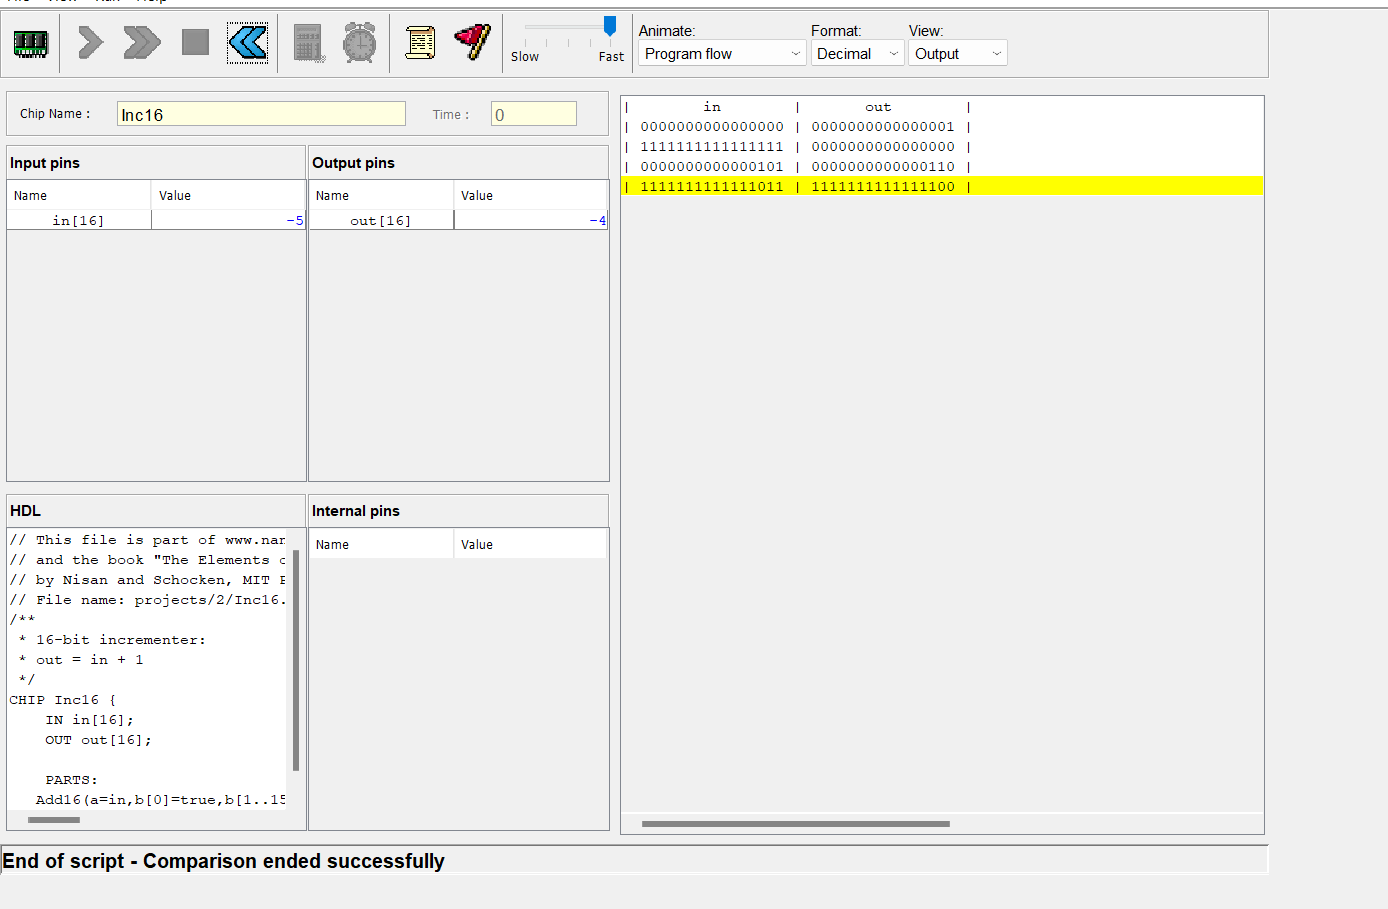 Slow
Fast
Animate:
Program flow
Format:
Decimal
View:
Output
Chip Name :
Inc16
Time :
0
Input pins
Name Value
in[16] -5
Output pins
Name Value
out[16] -4
HDL
// This file is part of www.nan
// and the book "The Elements o
// by Nisan and Schocken, MIT P
// File name: projects/2/Inc16.
/**
* 16-bit incrementer:
* out = in + 1
*/
CHIP Inc16 {
IN in[16];
OUT out[16];
PARTS:
Add16(a=in,b[0]=true,b[1..15
Internal pins
Name Value
| in | out |
| 0000000000000000 | 0000000000000001 |
| 1111111111111111 | 0000000000000000 |
| 0000000000000101 | 0000000000000110 |
| 1111111111111011 | 1111111111111100 |
End of script - Comparison ended successfully